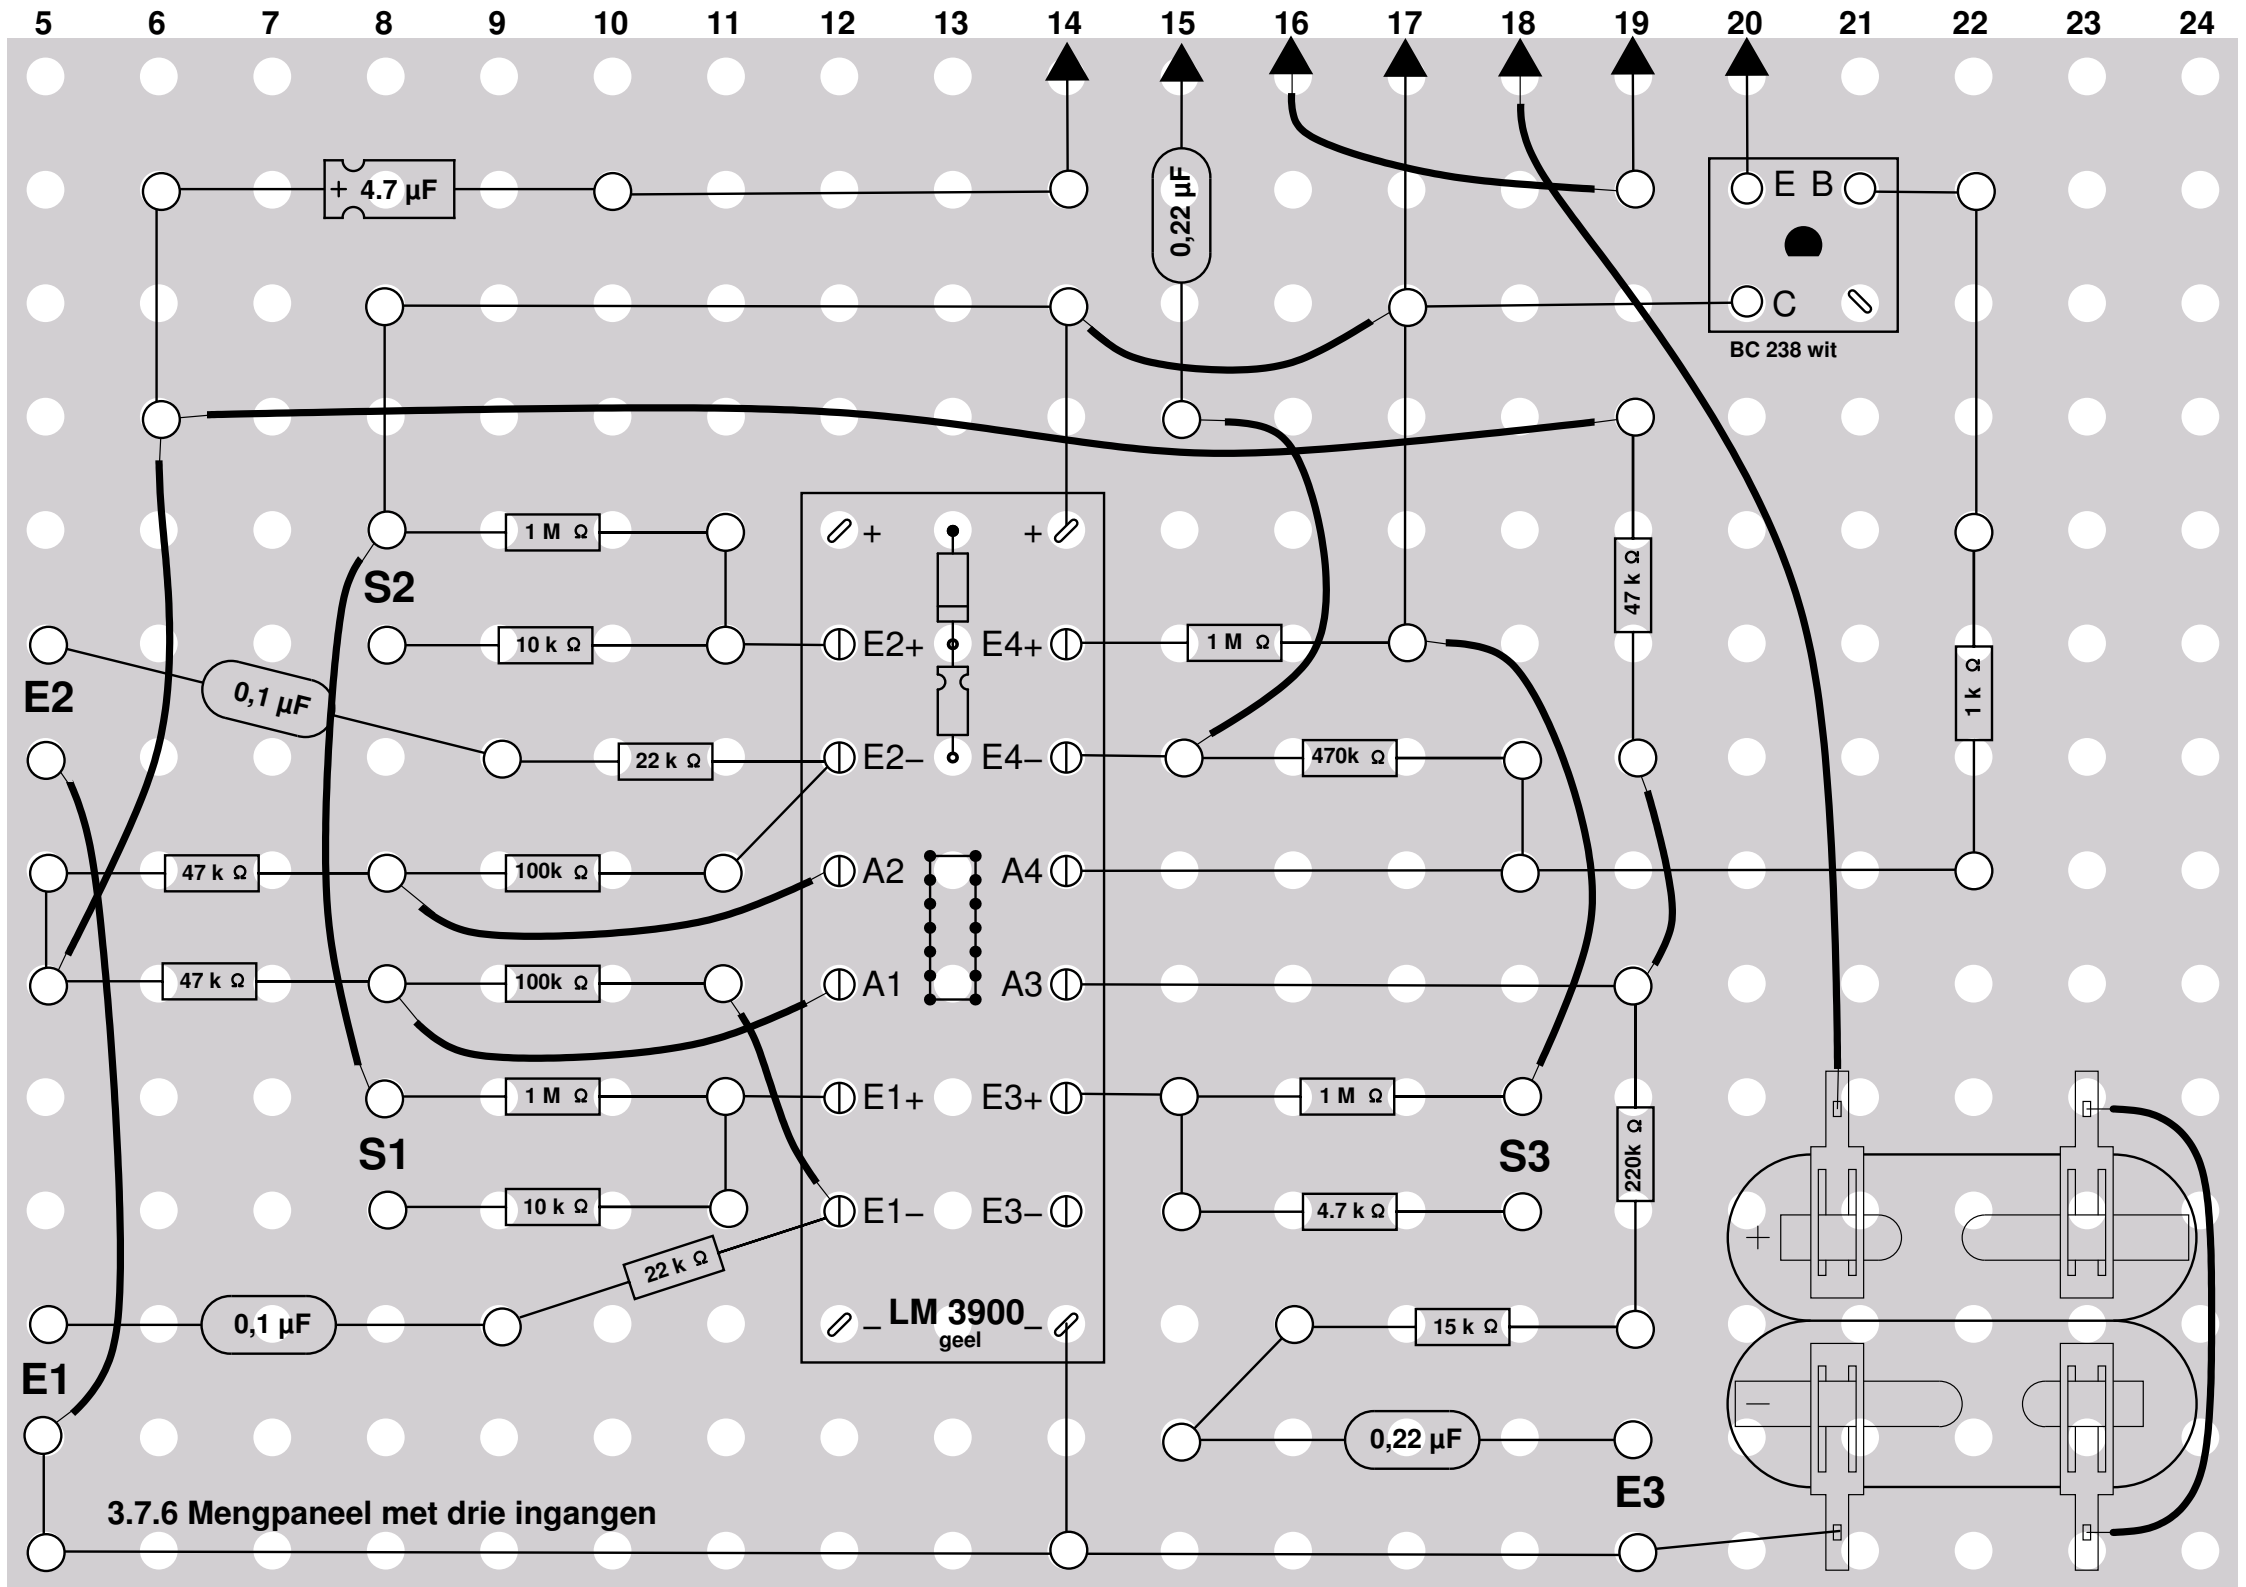 5 6 7 8 9 10 11 12 13 14 15 16 17 18 19 20 21 22 23 24
+ 4.7 µF
0,22 µF
E B
C
BC 238 wit
1 M Ω
+
+
S2
47 k Ω
10 k Ω
E2+
E4+
1 M Ω
E2
0,1 µF
1 k Ω
22 k Ω
E2–
E4–
470k Ω
47 k Ω
100k Ω
A2
A4
47 k Ω
100k Ω
A1
A3
1 M Ω
E1+
E3+
1 M Ω
S1
S3
220k Ω
10 k Ω
E1–
E3–
4.7 k Ω
+
22 k Ω
0,1 µF
– LM 3900 –
geel
15 k Ω
E1
–
0,22 µF
E3
3.7.6 Mengpaneel met drie ingangen